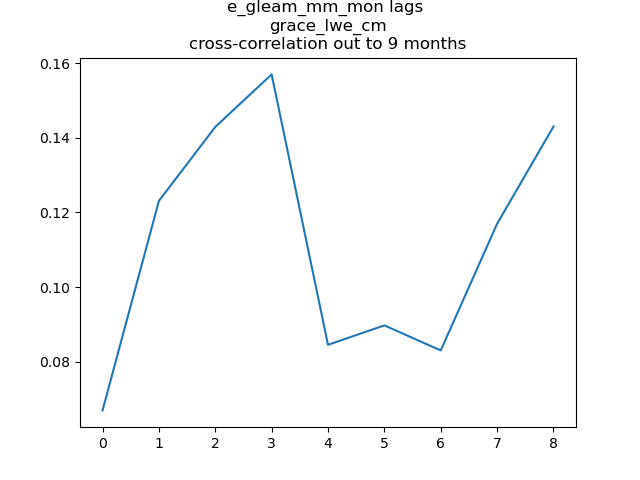 e_gleam_mm_mon lags
grace_lwe_cm
cross-correlation out to 9 months
0.16
0.14
0.12
0.10
0.08
0 1 2 3 4 5 6 7 8